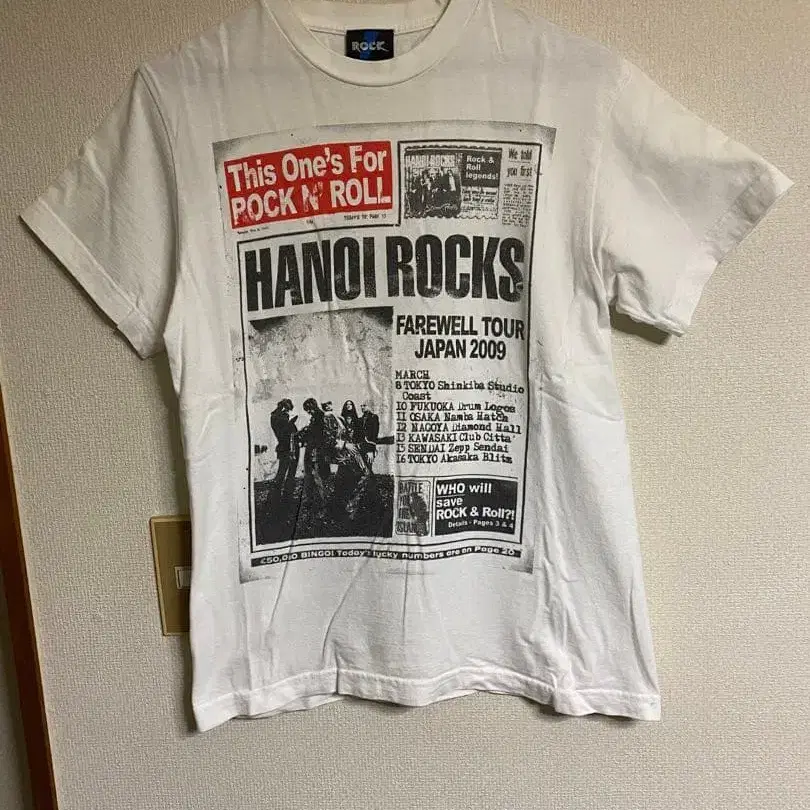 ROCK
This One's For
ROCK N' ROLL
HANOI ROCKS
Rock &
Roll
legends!
We told
you first
HANOI ROCKS
FAREWELL TOUR
JAPAN 2009
MARCH
8 TOKYO Shinkiba Studio
Coast
10 FUKUOKA Drum Logos
11 OSAKA Namba Hatch
12 NAGOYA Diamond Hall
13 KAWASAKI Club Citta'
15 SENDAI Zepp Sendai
16 TOKYO Akasaka Blitz
WHO will
save
ROCK & Roll?!
Details - Pages 3 & 4
£50,000 BINGO! Today's lucky numbers are on Page 20